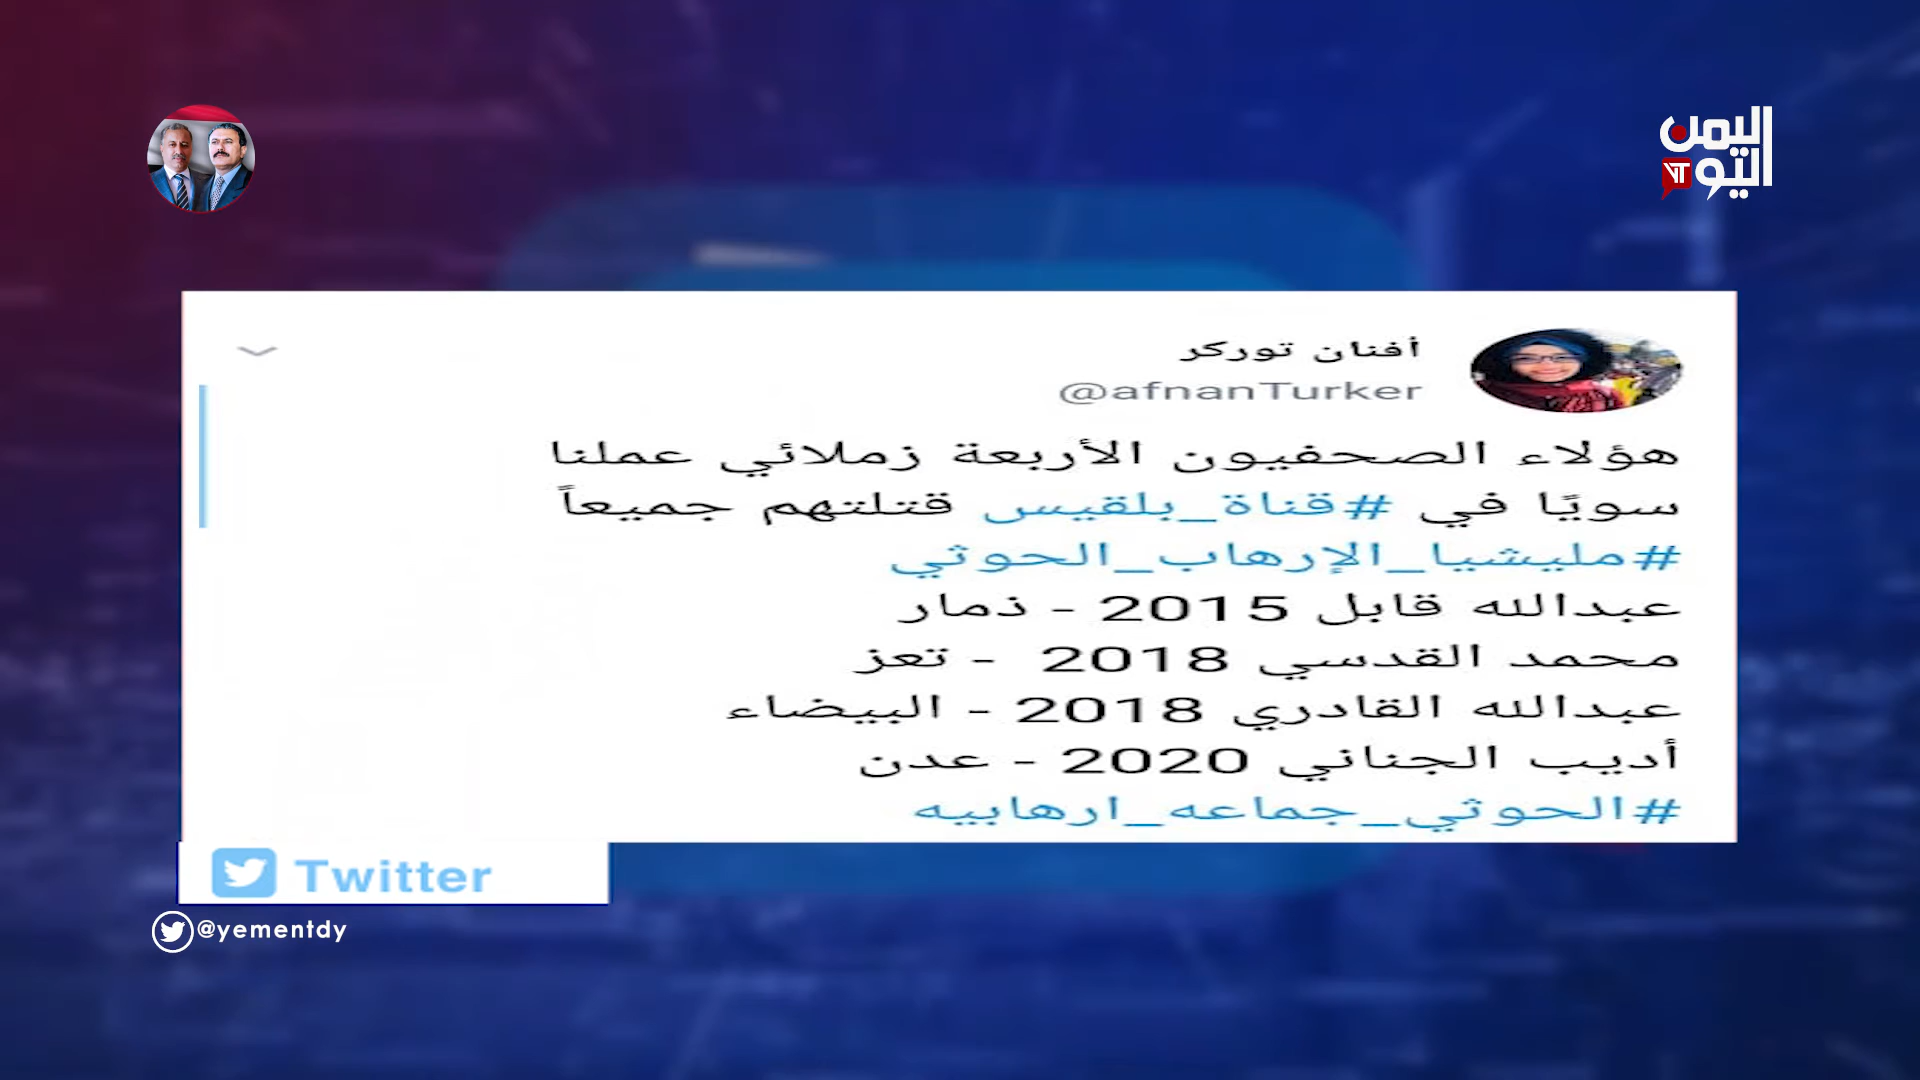 اليمن
اليوم
YT
أفنان توركر
@afnanTurker
هؤلاء الصحفيون الأربعة زملائي عملنا
سويًا في #قناة_بلقيس قتلتهم جميعاً
#مليشيا_الإرهاب_الحوثي
عبدالله قابل 2015 - ذمار
محمد القدسي 2018 - تعز
عبدالله القادري 2018 - البيضاء
أديب الجناني 2020 - عدن
#الحوثي_جماعه_ارهابيه
Twitter
@yementdy